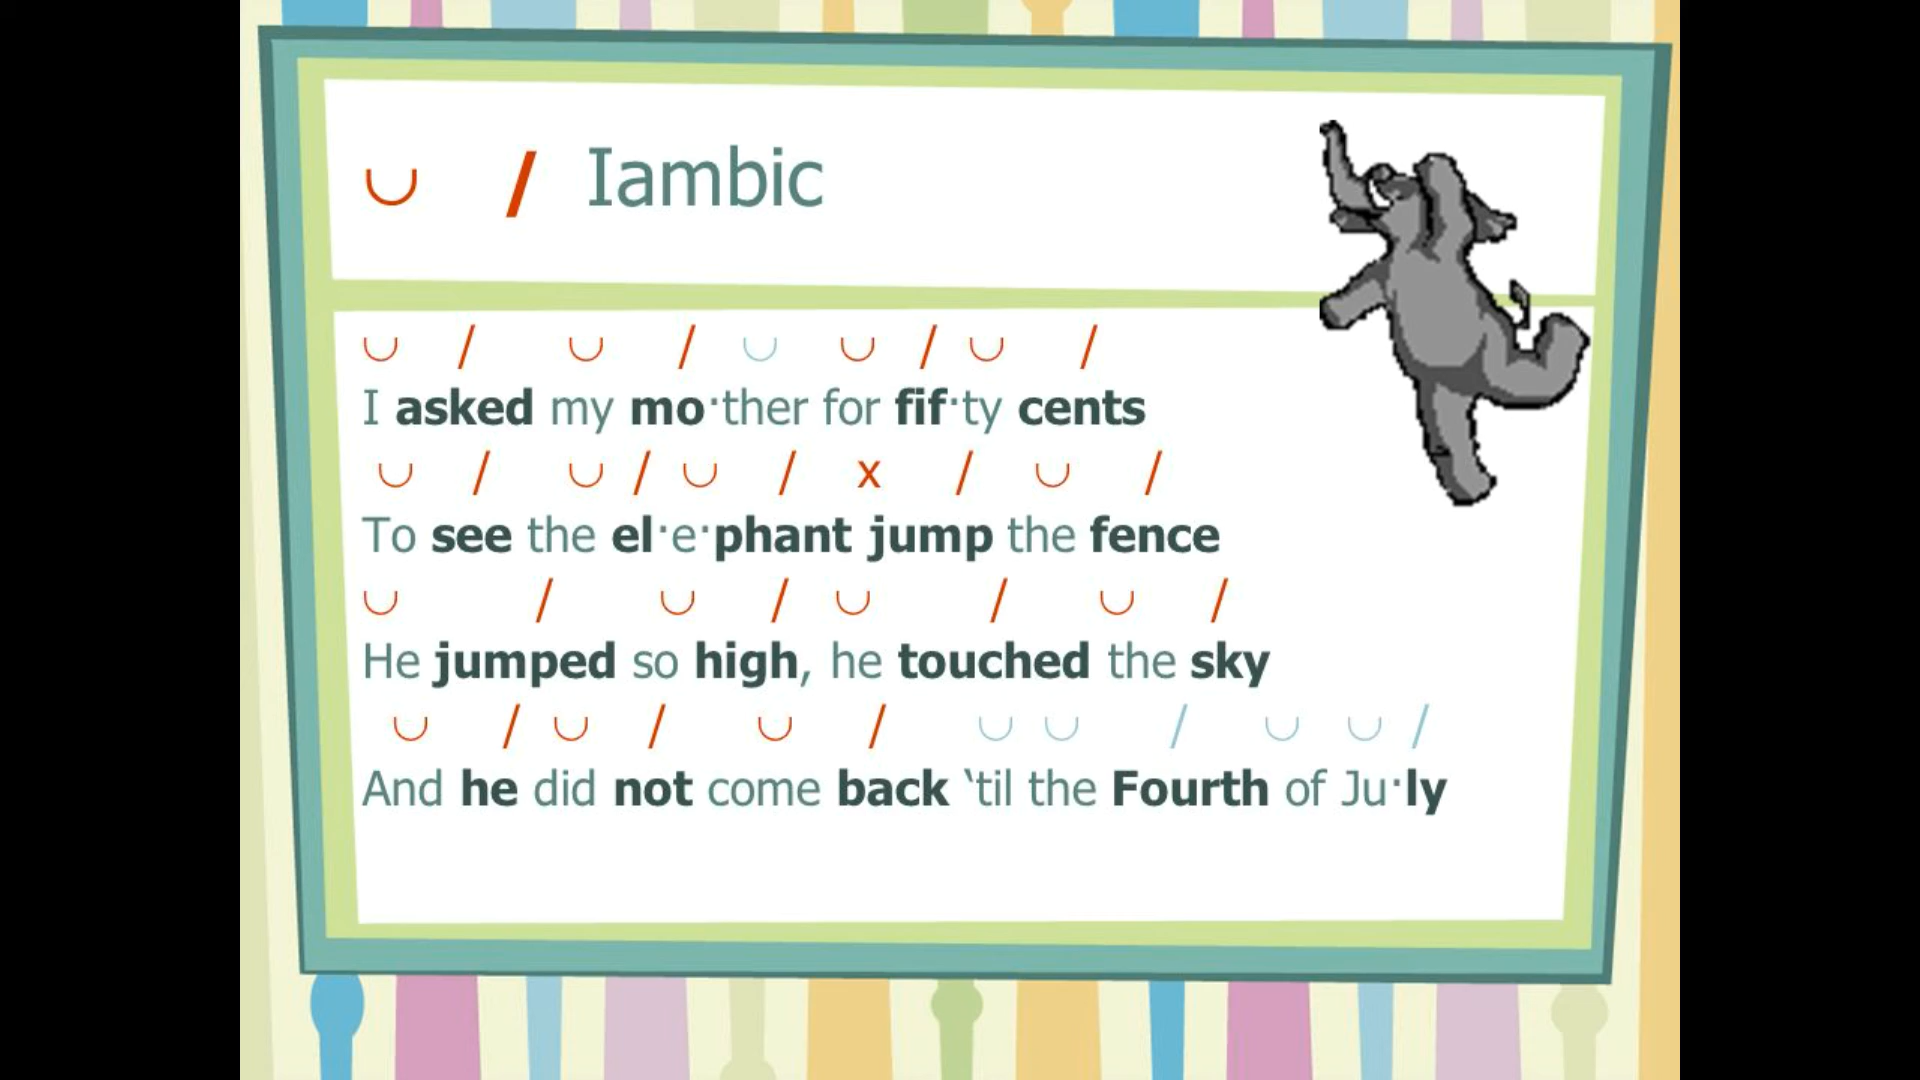 ∪ / Iambic
∪ / ∪ / ∪ ∪ / ∪ /
I asked my mo·ther for fif·ty cents
∪ / ∪ / ∪ / x / ∪ /
To see the el·e·phant jump the fence
∪ / ∪ / ∪ / ∪ /
He jumped so high, he touched the sky
∪ / ∪ / ∪ / ∪ ∪ / ∪ ∪ /
And he did not come back ‘til the Fourth of Ju·ly